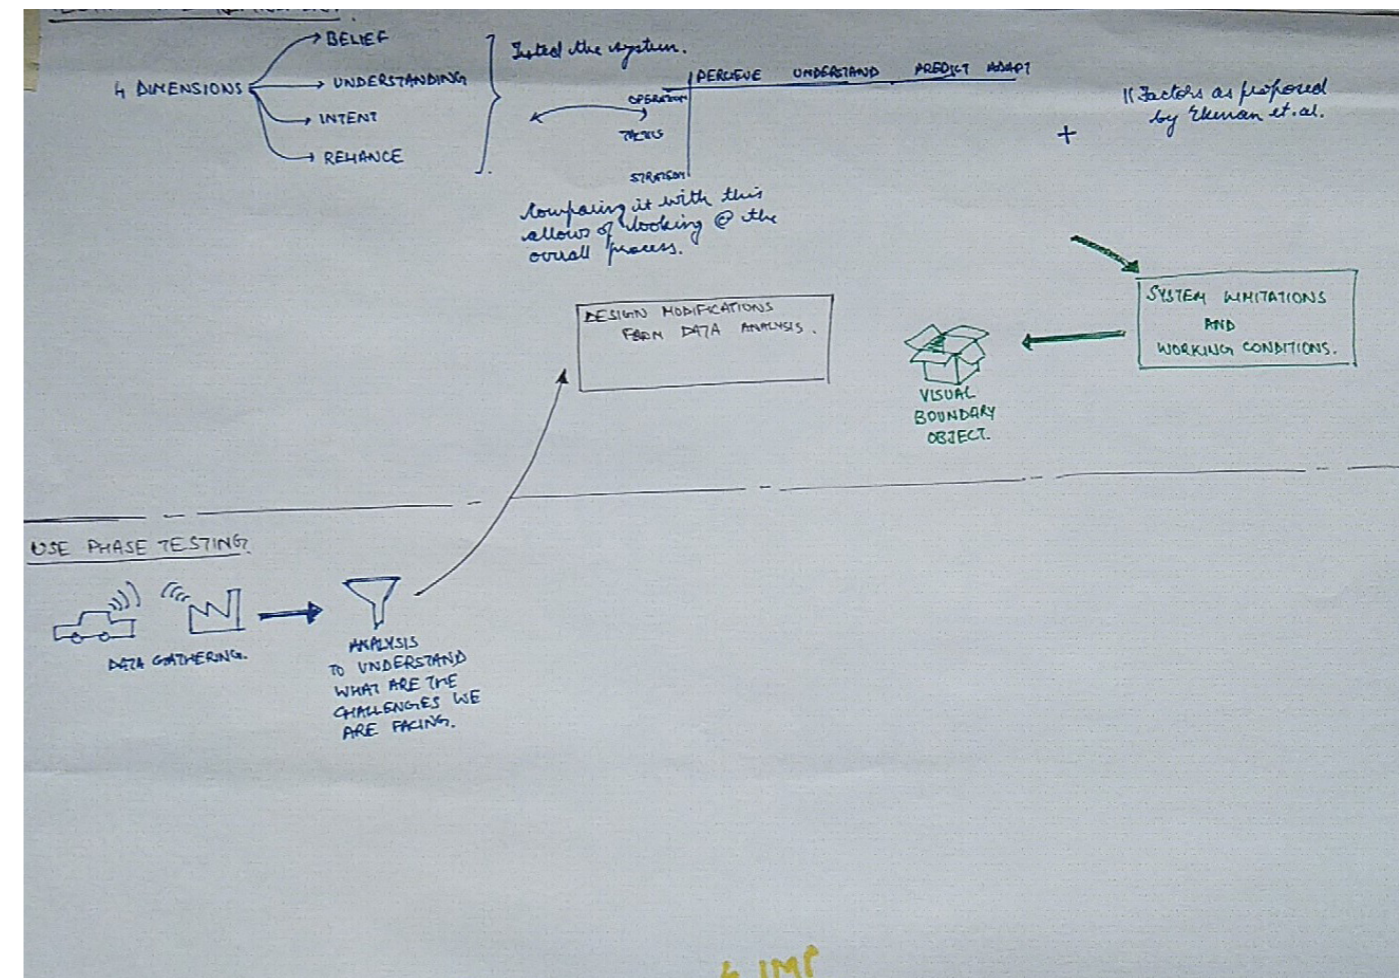 BELIEF
4 DIMENSIONS
UNDERSTANDING
INTENT
RELIANCE
Tested the system.
PERCIEVE UNDERSTAND PREDICT ADAPT
OPERATION
STRATEGY
Comparing it with this
allows of looking @ the
overall process.
+
11 Factors as proposed
by Ekman et.al.
DESIGN MODIFICATIONS
FROM DATA ANALYSIS.
SYSTEM LIMITATIONS
AND
WORKING CONDITIONS.
VISUAL
BOUNDARY
OBJECT.
USE PHASE TESTING.
DATA GATHERING.
ANALYSIS
TO UNDERSTAND
WHAT ARE THE
CHALLENGES WE
ARE FACING.
IMP